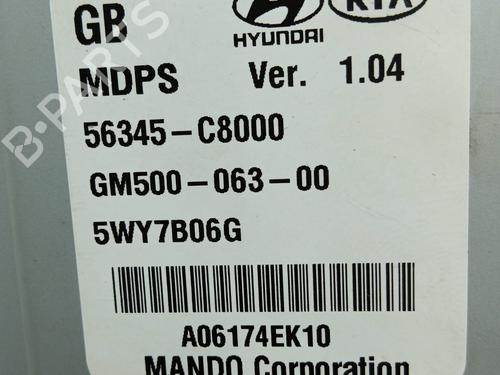 GB
HYUNDAI
KIA
MDPS Ver. 1.04
56345-C8000
GM500-063-00
5WY7B06G
A06174EK10
MANDO Corporation
B-PARTS